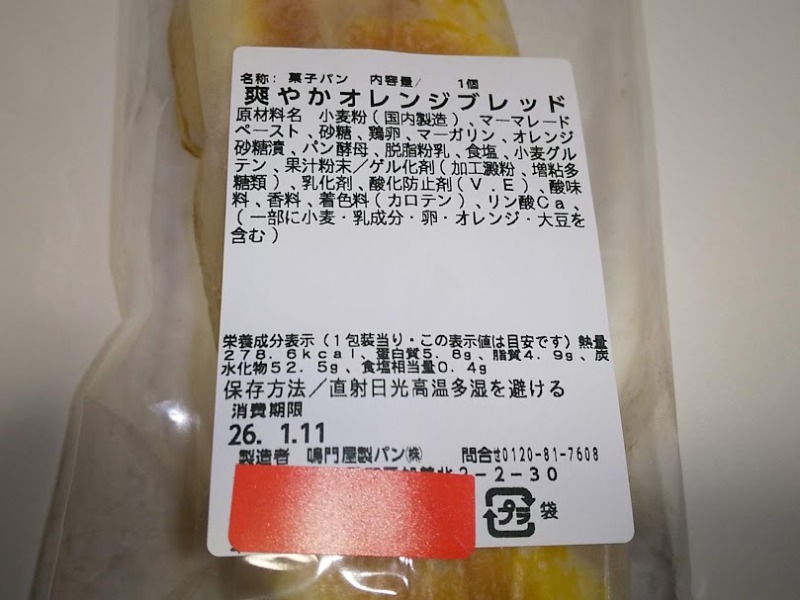 名称：菓子パン　内容量/　1個
爽やかオレンジブレッド
原材料名　小麦粉（国内製造）、マーマレード
ペースト、砂糖、鶏卵、マーガリン、オレンジ
砂糖漬、パン酵母、脱脂粉乳、食塩、小麦グル
テン、果汁粉末／ゲル化剤（加工澱粉、増粘多
糖類）、乳化剤、酸化防止剤（V．E）、酸味
料、香料、着色料（カロテン）、リン酸Ca、
（一部に小麦・乳成分・卵・オレンジ・大豆を
含む）
栄養成分表示（1包装当り・この表示値は目安です）熱量
278.6kcal、蛋白質5.8g、脂質4.9g、炭
水化物52.5g、食塩相当量0.4g
保存方法／直射日光高温多湿を避ける
消費期限
26. 1.11
製造者　鳴門屋製パン㈱　問合せ0120-81-7608
北2-2-30
プラ 袋